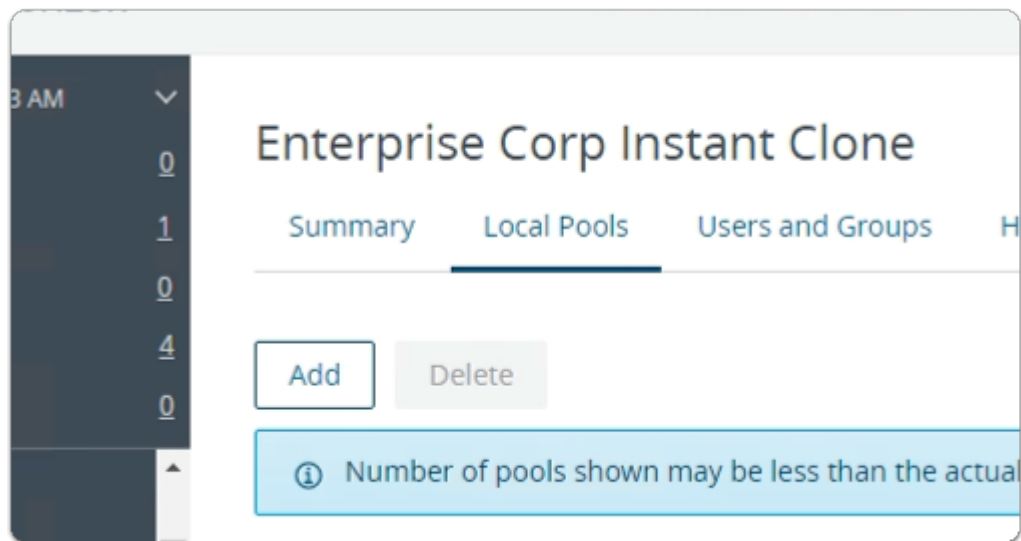 3 AM
0
1
0
4
0
Enterprise Corp Instant Clone
Summary Local Pools Users and Groups H
Add Delete
Number of pools shown may be less than the actual